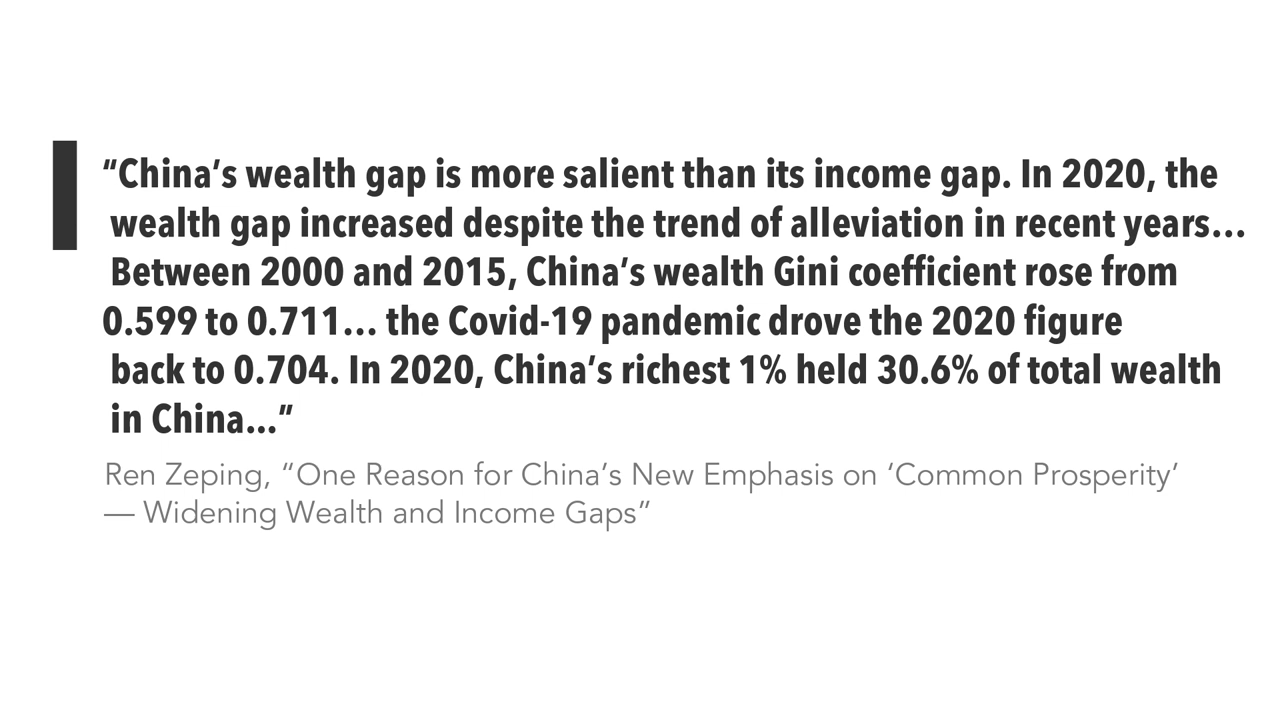 “China’s wealth gap is more salient than its income gap. In 2020, the
wealth gap increased despite the trend of alleviation in recent years…
Between 2000 and 2015, China’s wealth Gini coefficient rose from
0.599 to 0.711… the Covid-19 pandemic drove the 2020 figure
back to 0.704. In 2020, China’s richest 1% held 30.6% of total wealth
in China…”
Ren Zeping, “One Reason for China’s New Emphasis on ‘Common Prosperity’
— Widening Wealth and Income Gaps”